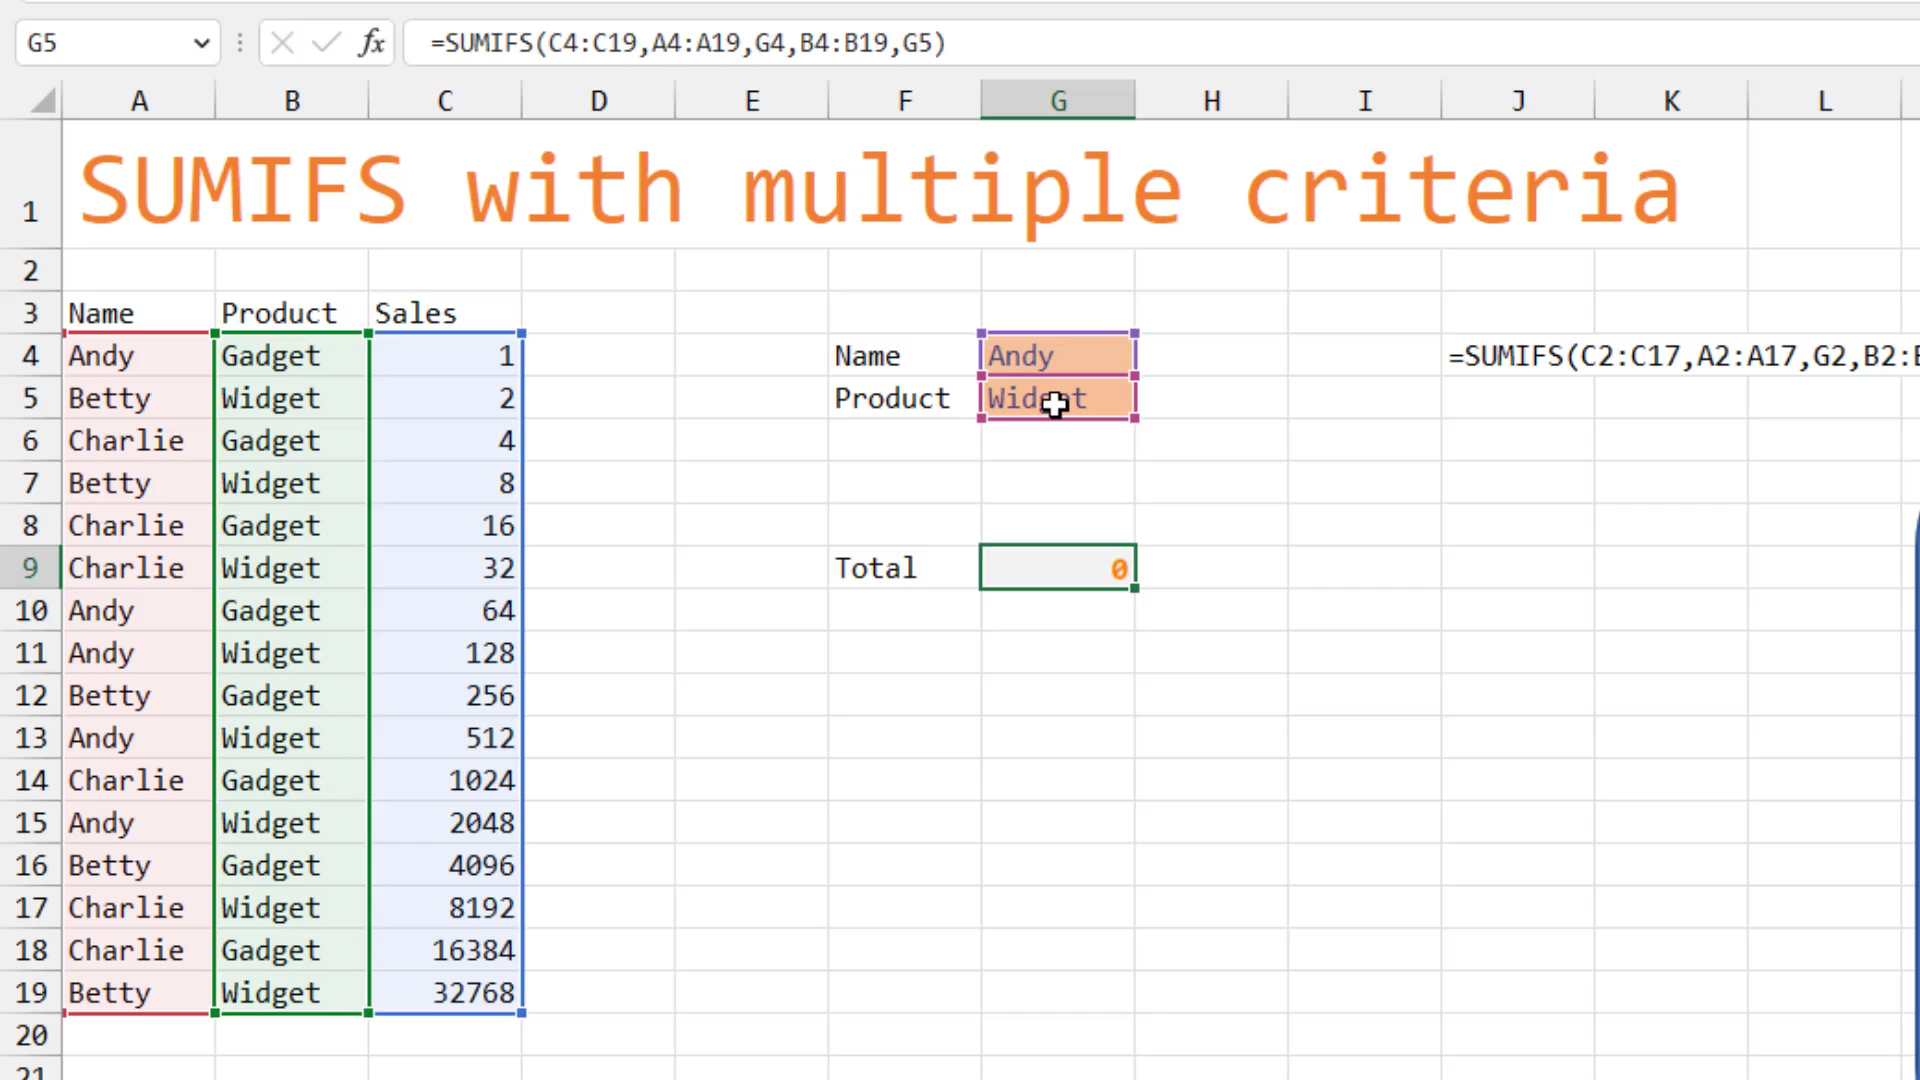 G5 fx =SUMIFS(C4:C19,A4:A19,G4,B4:B19,G5)
A B C D E F G H I J K L
1 SUMIFS with multiple criteria
2
3 Name Product Sales
4 Andy Gadget 1 Name Andy =SUMIFS(C2:C17,A2:A17,G2,B2:
5 Betty Widget 2 Product Widget
6 Charlie Gadget 4
7 Betty Widget 8
8 Charlie Gadget 16
9 Charlie Widget 32 Total 0
10 Andy Gadget 64
11 Andy Widget 128
12 Betty Gadget 256
13 Andy Widget 512
14 Charlie Gadget 1024
15 Andy Widget 2048
16 Betty Gadget 4096
17 Charlie Widget 8192
18 Charlie Gadget 16384
19 Betty Widget 32768
20
21